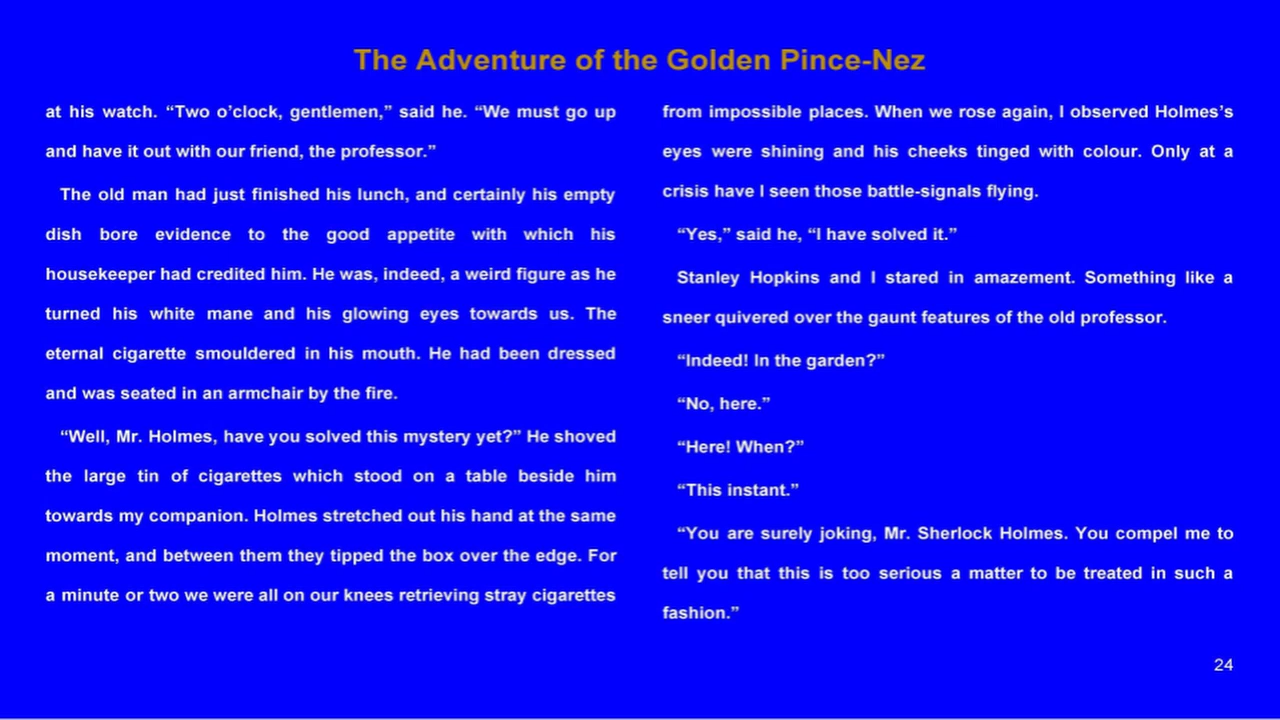 The Adventure of the Golden Pince-Nez
at his watch. “Two o’clock, gentlemen,” said he. “We must go up
and have it out with our friend, the professor.”
The old man had just finished his lunch, and certainly his empty
dish bore evidence to the good appetite with which his
housekeeper had credited him. He was, indeed, a weird figure as he
turned his white mane and his glowing eyes towards us. The
eternal cigarette smouldered in his mouth. He had been dressed
and was seated in an armchair by the fire.
“Well, Mr. Holmes, have you solved this mystery yet?” He shoved
the large tin of cigarettes which stood on a table beside him
towards my companion. Holmes stretched out his hand at the same
moment, and between them they tipped the box over the edge. For
a minute or two we were all on our knees retrieving stray cigarettes
from impossible places. When we rose again, I observed Holmes’s
eyes were shining and his cheeks tinged with colour. Only at a
crisis have I seen those battle-signals flying.
“Yes,” said he, “I have solved it.”
Stanley Hopkins and I stared in amazement. Something like a
sneer quivered over the gaunt features of the old professor.
“Indeed! In the garden?”
“No, here.”
“Here! When?”
“This instant.”
“You are surely joking, Mr. Sherlock Holmes. You compel me to
tell you that this is too serious a matter to be treated in such a
fashion.”
24